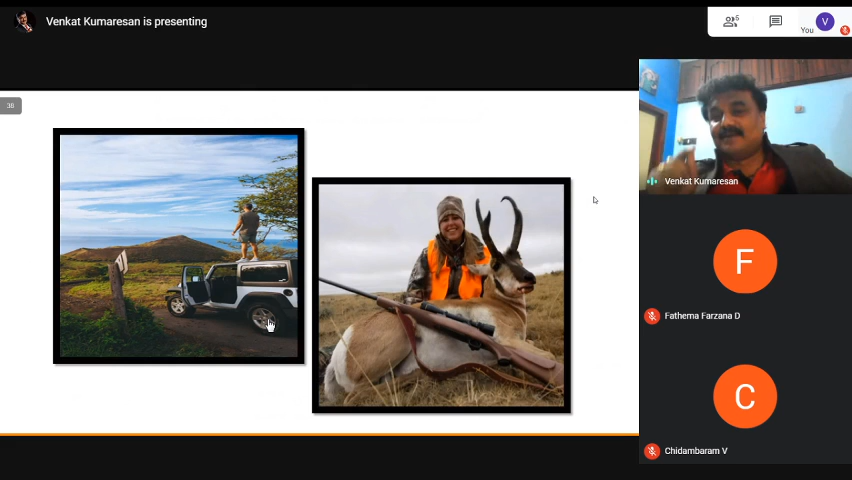 Venkat Kumaresan is presenting
5
You
V
38
Venkat Kumaresan
F
Fathema Farzana D
C
Chidambaram V